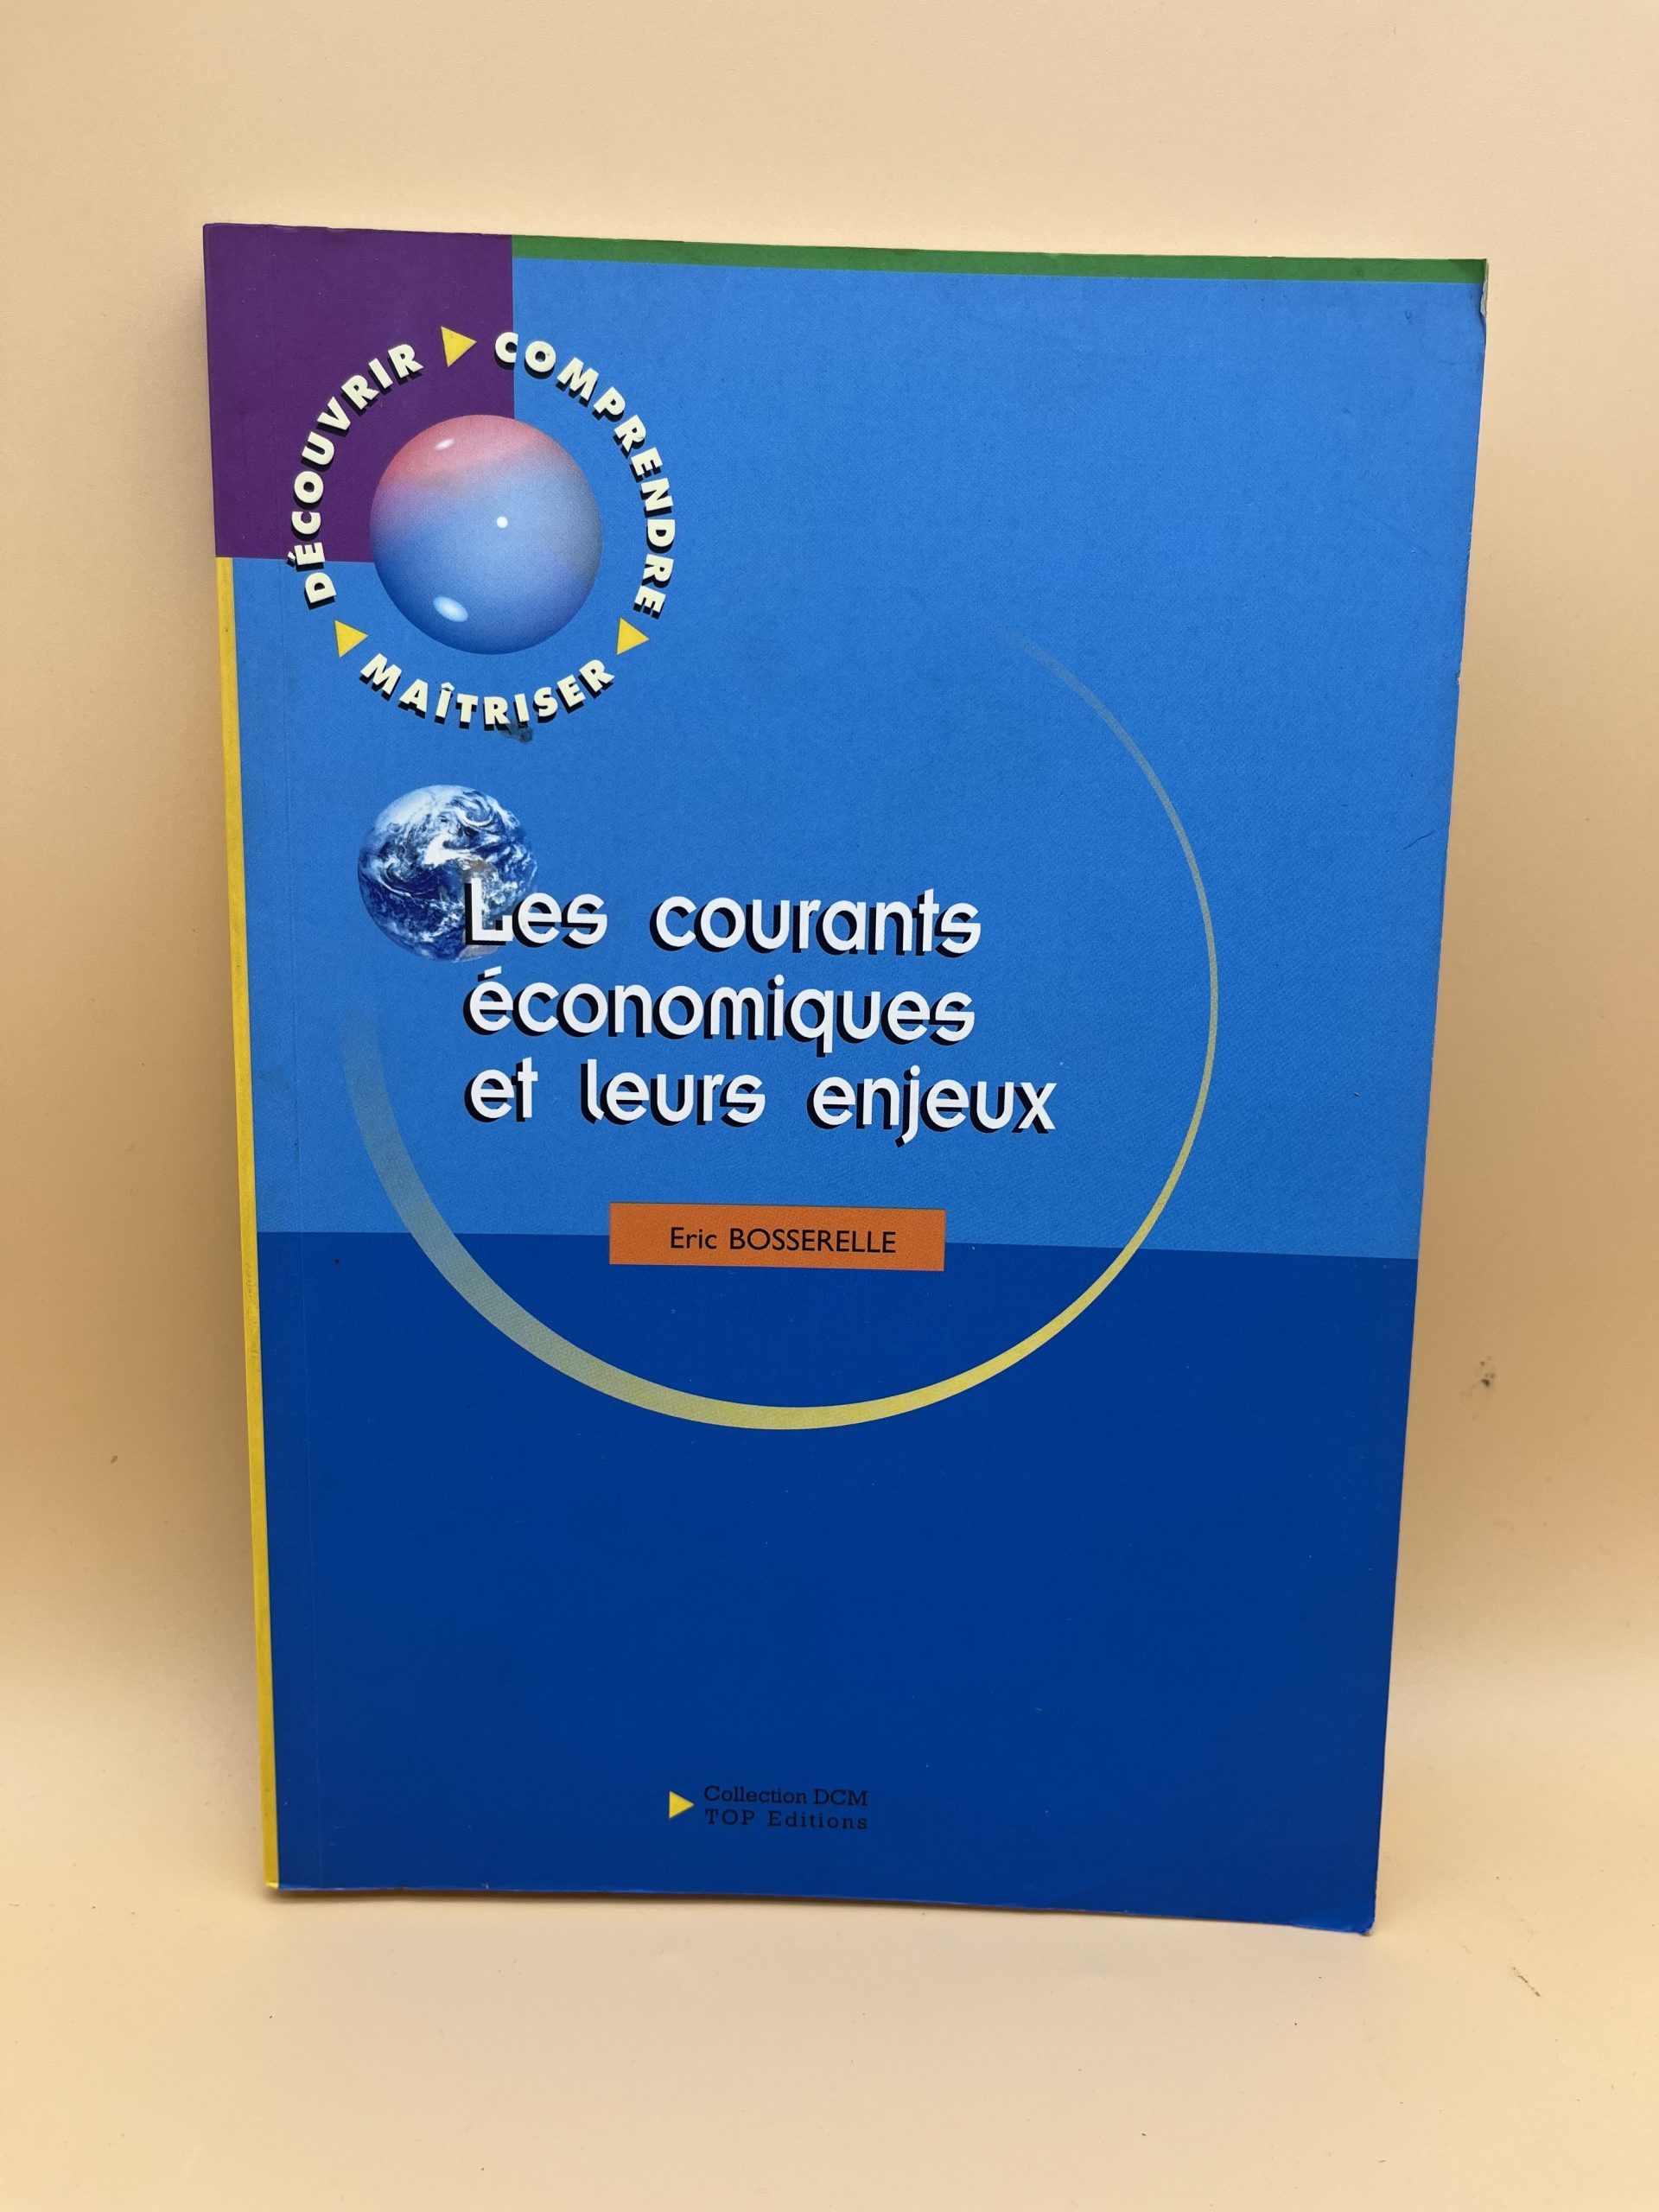 DÉCOUVRIR
COMPRENDRE
MAÎTRISER
Les courants
économiques
et leurs enjeux
Eric BOSSERELLE
Collection DCM
TOP Editions